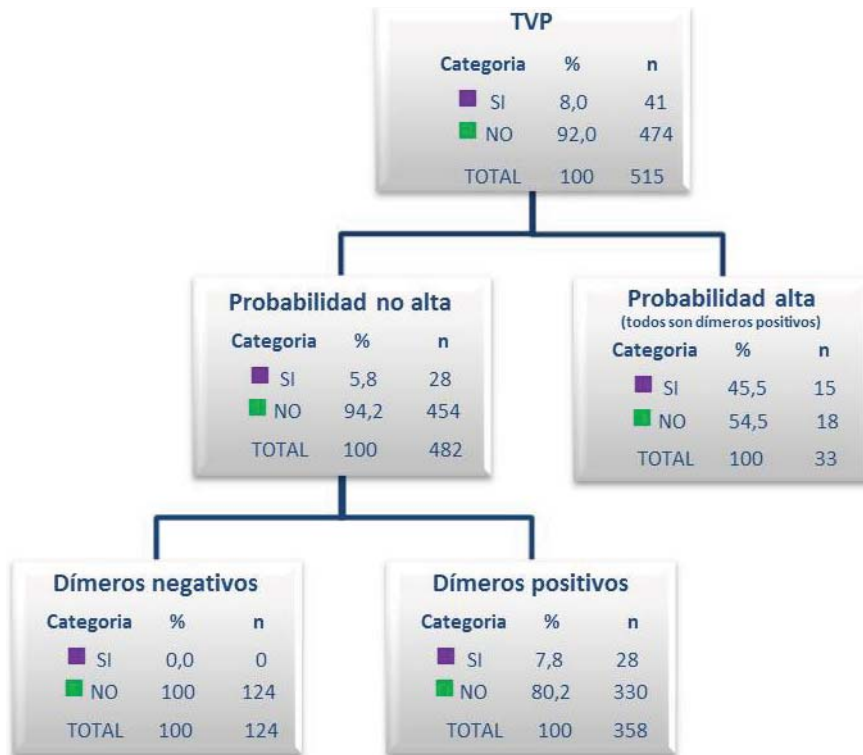 TVP
Categoria % n
SI 8,0 41
NO 92,0 474
TOTAL 100 515
Probabilidad no alta
Categoria % n
SI 5,8 28
NO 94,2 454
TOTAL 100 482
Probabilidad alta
(todos son dímeros positivos)
Categoria % n
SI 45,5 15
NO 54,5 18
TOTAL 100 33
Dímeros negativos
Categoria % n
SI 0,0 0
NO 100 124
TOTAL 100 124
Dímeros positivos
Categoria % n
SI 7,8 28
NO 80,2 330
TOTAL 100 358